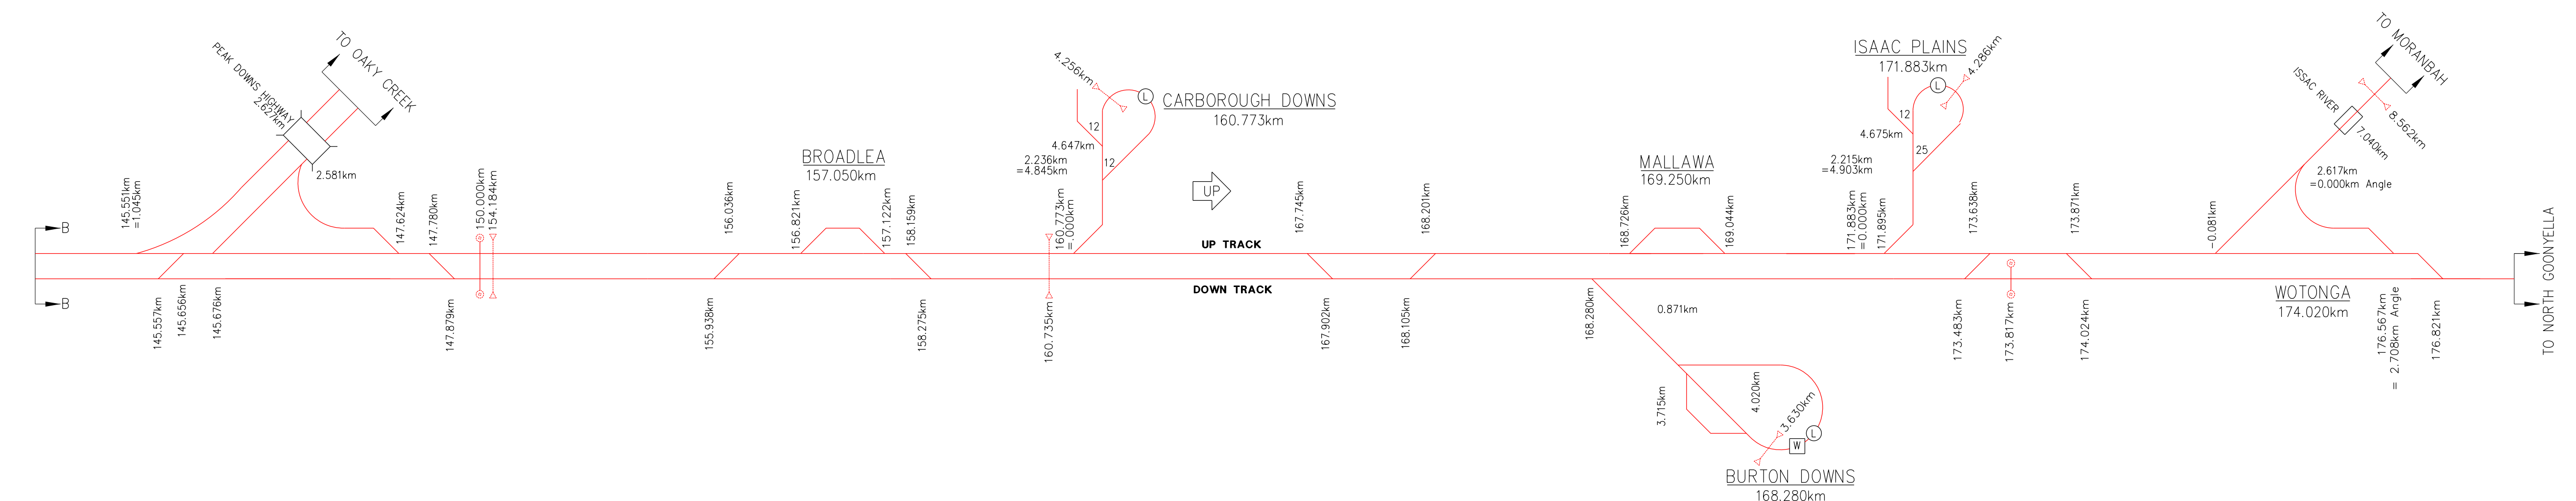 B
B
145.551km
=1.045km
145.557km
145.656km
145.676km
PEAK DOWNS HIGHWAY
2.627km
TO OAKY CREEK
2.581km
147.624km
147.780km
147.879km
150.000km
154.184km
155.938km
156.036km
BROADLEA
157.050km
156.821km
157.122km
158.159km
158.275km
4.256km
L
CARBOROUGH DOWNS
160.773km
12
4.647km
12
2.236km
=4.845km
160.773km
=.000km
160.735km
UP
UP TRACK
DOWN TRACK
167.745km
167.902km
168.105km
168.201km
168.280km
MALLAWA
169.250km
168.726km
169.044km
0.871km
3.715km
4.020km
3.630km
W
L
BURTON DOWNS
168.280km
ISAAC PLAINS
171.883km
L
4.286km
12
4.675km
25
2.215km
=4.903km
171.883km
=0.000km
171.895km
173.638km
173.483km
173.817km
173.871km
174.024km
-0.081km
ISSAC RIVER
7.040km
8.562km
TO MORANBAH
2.617km
=0.000km Angle
WOTONGA
174.020km
176.567km
= 2.708km Angle
176.821km
TO NORTH GOONYELLA